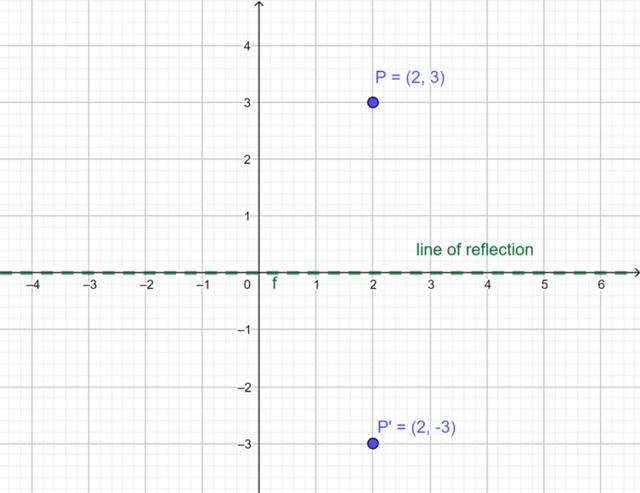 4
P = (2, 3)
3
2
1
line of reflection
–4 –3 –2 –1 0 f 1 2 3 4 5 6
–1
–2
P' = (2, -3)
–3